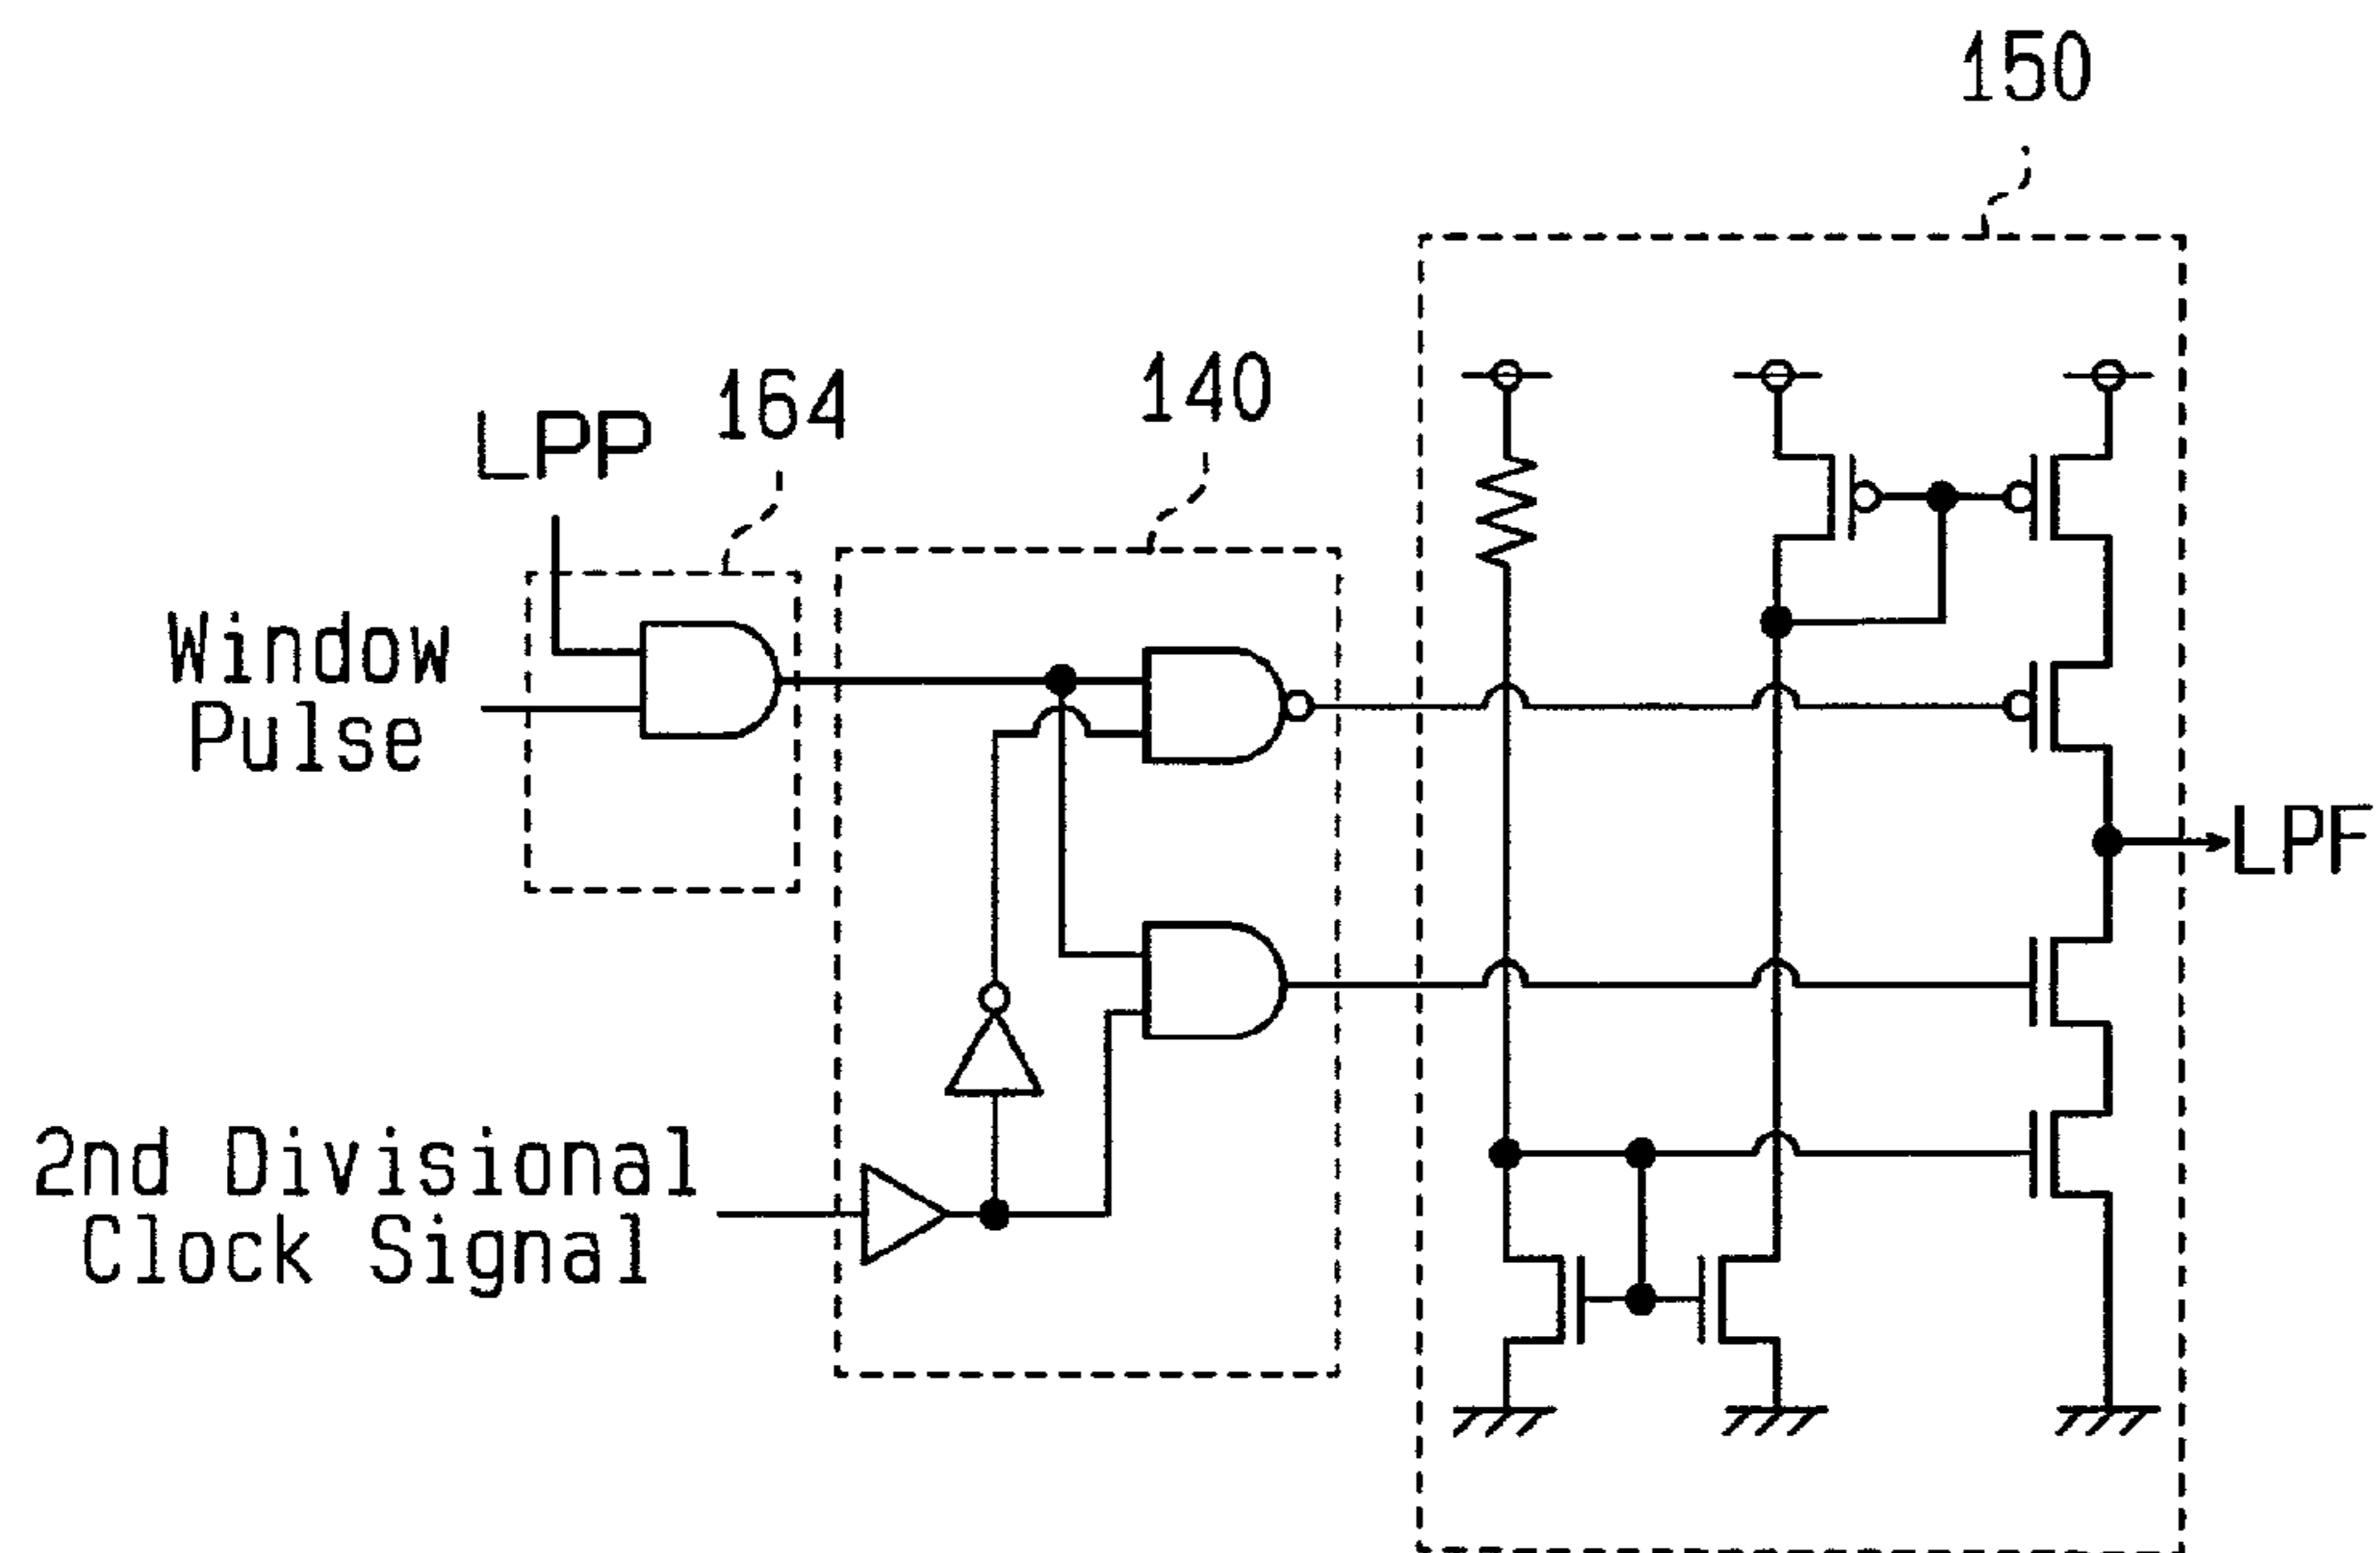 150
164
140
LPP
Window
Pulse
LPF
2nd Divisional
Clock Signal